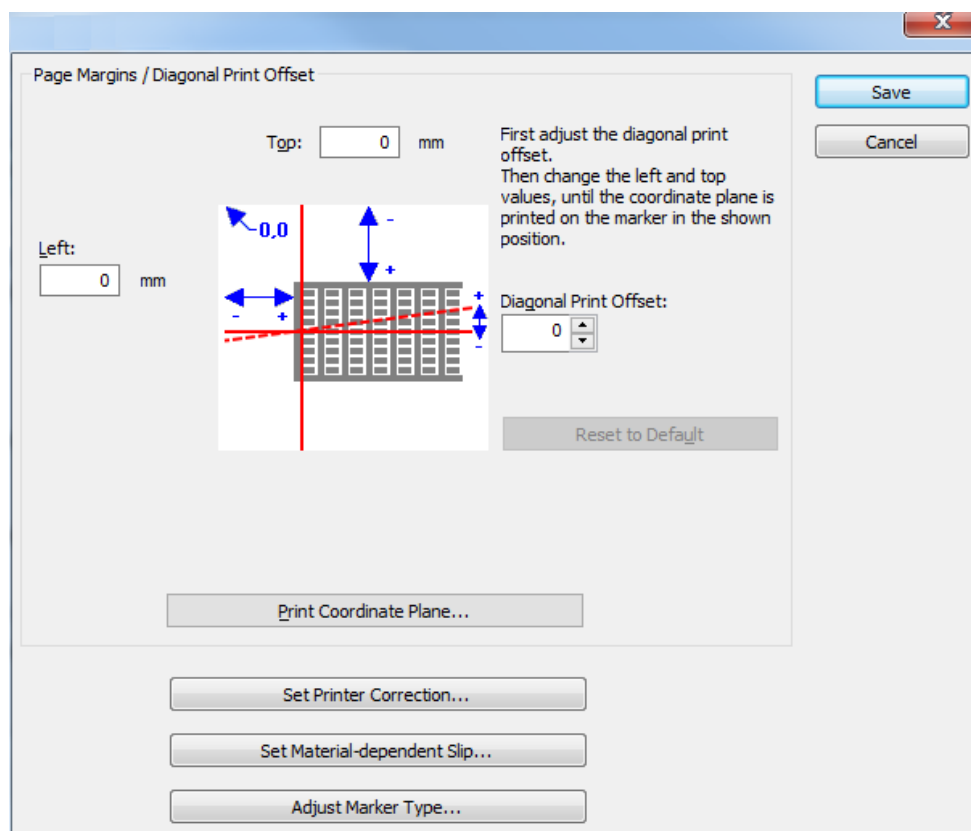 X
Page Margins / Diagonal Print Offset
Save
Cancel
Top: 0 mm
First adjust the diagonal print
offset.
Then change the left and top
values, until the coordinate plane is
printed on the marker in the shown
position.
Left:
0 mm
0,0
-
+
- +
+
-
Diagonal Print Offset:
0
Reset to Default
Print Coordinate Plane...
Set Printer Correction...
Set Material-dependent Slip...
Adjust Marker Type...